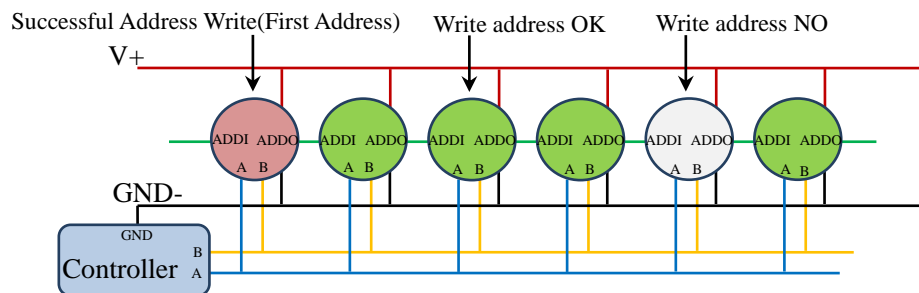 Successful Address Write(First Address)
Write address OK
Write address NO
V+
ADDI ADDO
A B
ADDI ADDO
A B
ADDI ADDO
A B
ADDI ADDO
A B
ADDI ADDO
A B
ADDI ADDO
A B
GND-
GND
B
Controller A